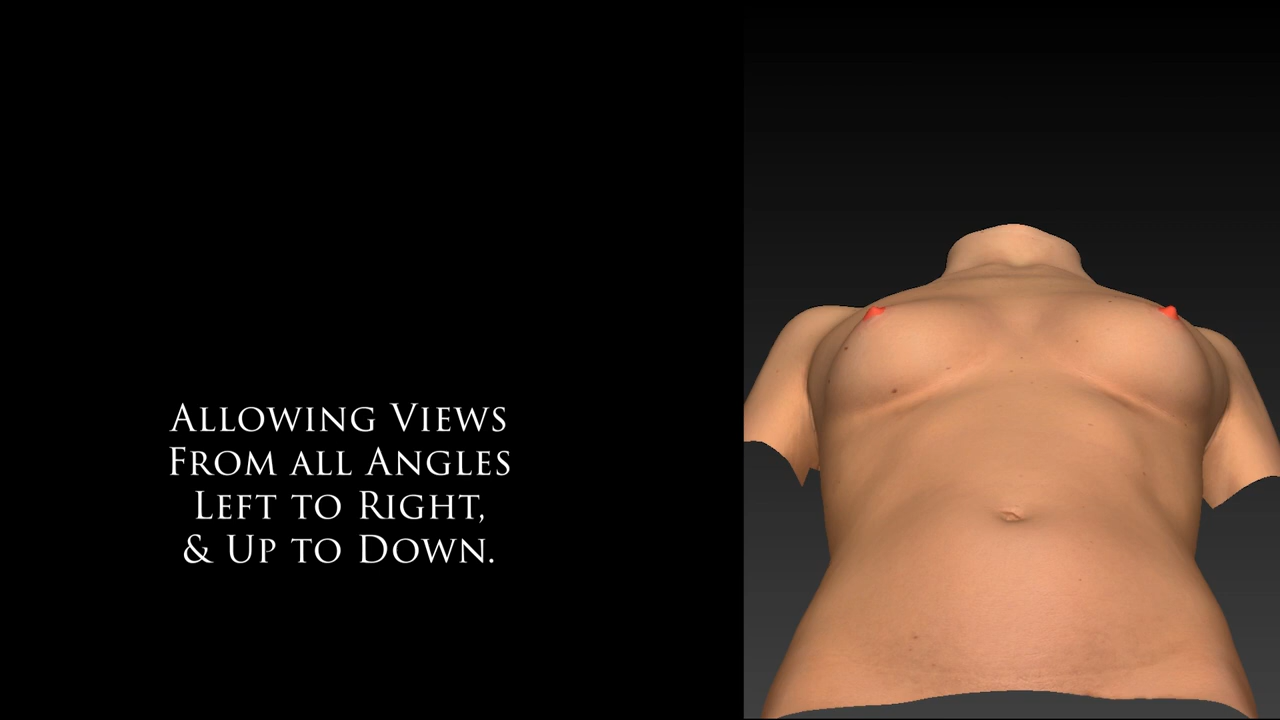 Allowing Views
From all Angles
Left to Right,
& Up to Down.